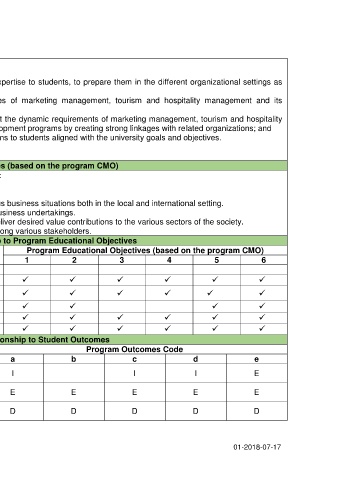 xpertise to students, to prepare them in the different organizational settings as
es of marketing management, tourism and hospitality management and its
t the dynamic requirements of marketing management, tourism and hospitality
opment programs by creating strong linkages with related organizations; and
ns to students aligned with the university goals and objectives.
s (based on the program CMO)
:
us business situations both in the local and international setting.
usiness undertakings.
liver desired value contributions to the various sectors of the society.
ong various stakeholders.
to Program Educational Objectives
Program Educational Objectives (based on the program CMO)
1 2 3 4 5 6
✓ ✓ ✓ ✓ ✓ ✓
✓ ✓ ✓ ✓ ✓ ✓
✓ ✓ ✓ ✓
✓ ✓ ✓ ✓ ✓ ✓
✓ ✓ ✓ ✓ ✓ ✓
onship to Student Outcomes
Program Outcomes Code
a b c d e
I I I E
E E E E E
D D D D D
01-2018-07-17